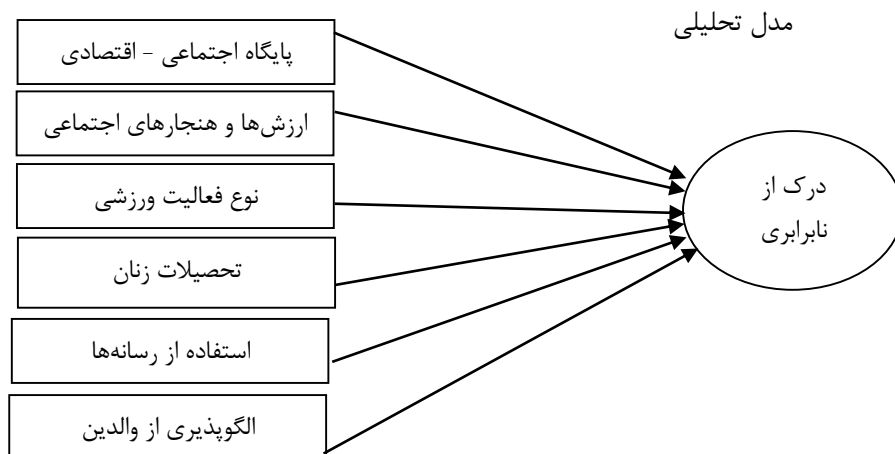 مدل تحلیلی
پایگاه اجتماعی - اقتصادی
ارزش‌ها و هنجارهای اجتماعی
نوع فعالیت ورزشی
تحصیلات زنان
استفاده از رسانه‌ها
الگوپذیری از والدین
درک از
نابرابری